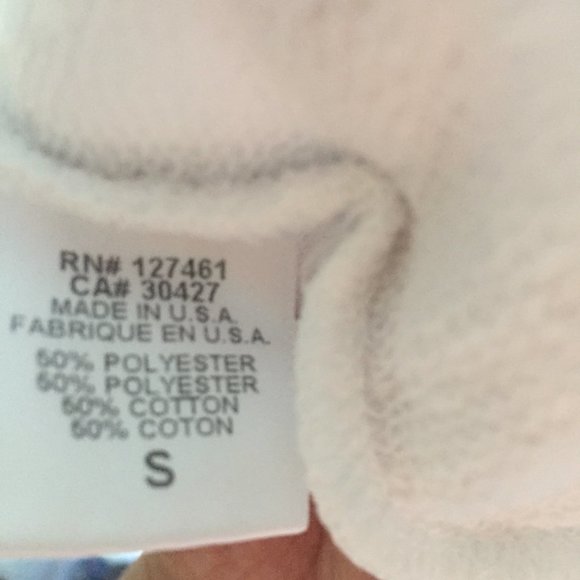 RN# 127461
CA# 30427
MADE IN U.S.A.
FABRIQUE EN U.S.A.
50% POLYESTER
50% POLYESTER
50% COTTON
50% COTON
S